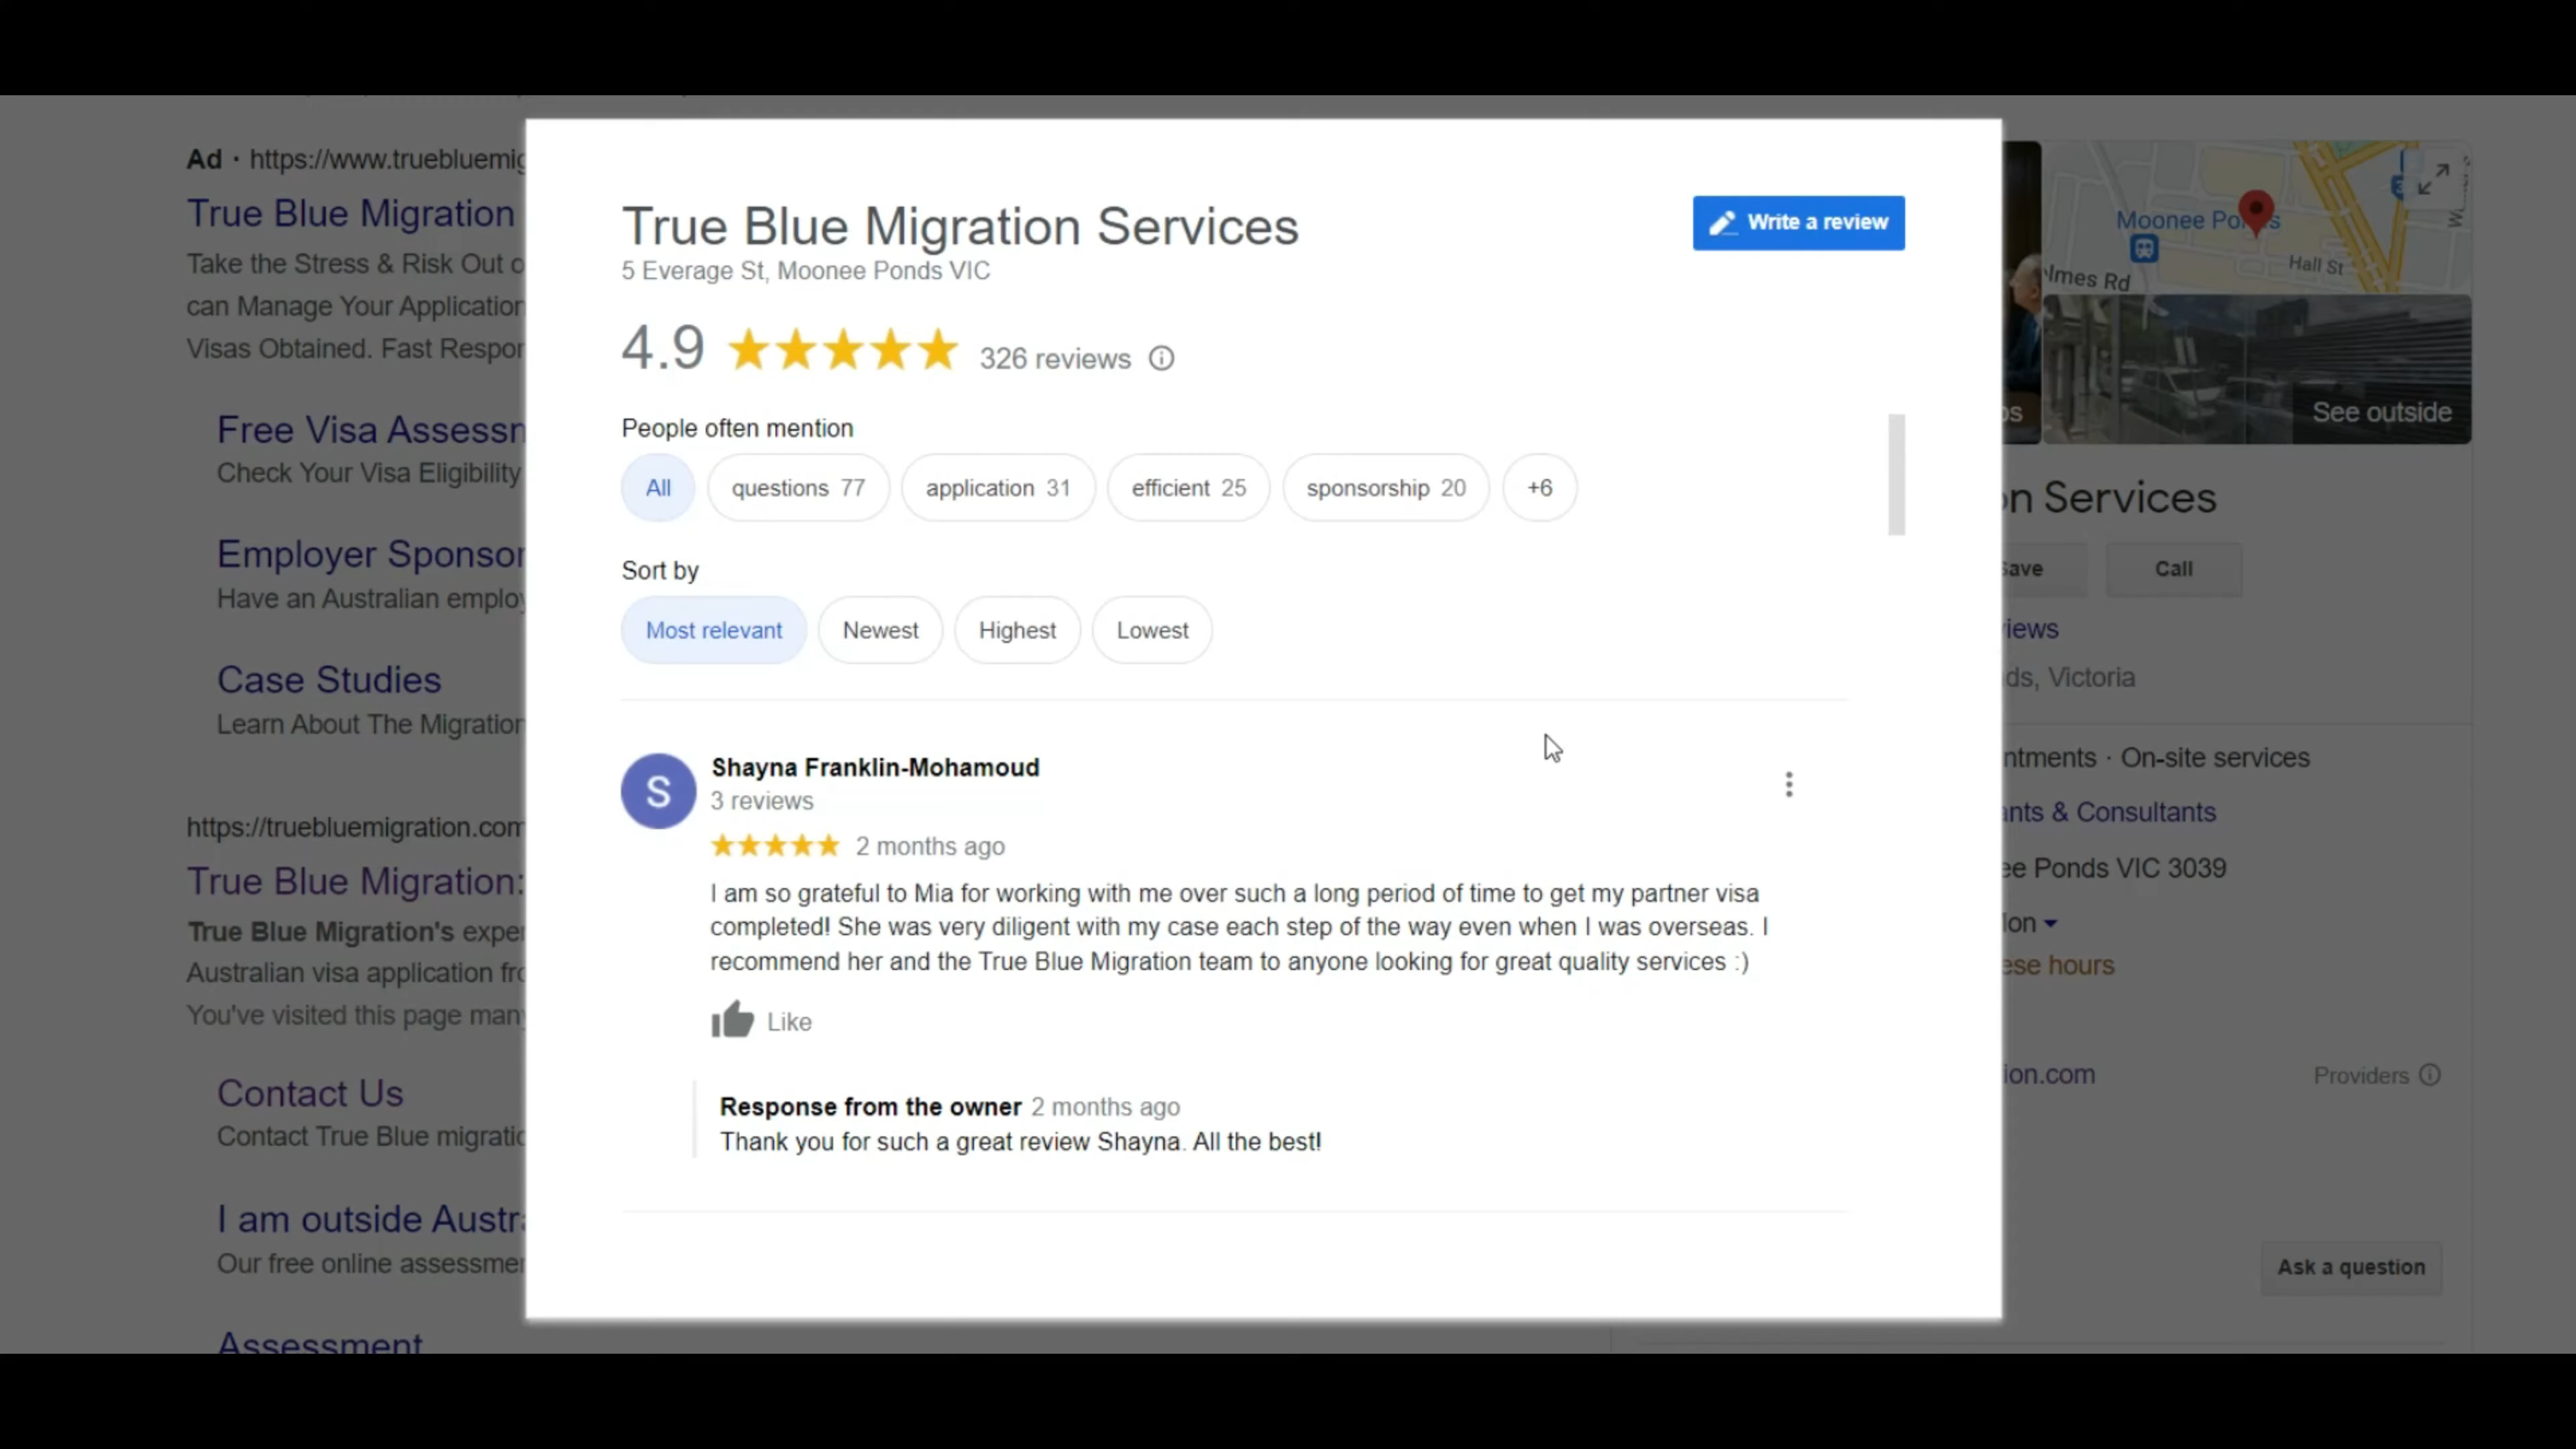 Ad · https://www.truebluemig
True Blue Migration
Take the Stress & Risk Out o
can Manage Your Application
Visas Obtained. Fast Respon
Free Visa Assessm
Check Your Visa Eligibility
Employer Sponsor
Have an Australian employ
Case Studies
Learn About The Migration
https://truebluemigration.com
True Blue Migration:
True Blue Migration's exper
Australian visa application fro
You've visited this page many
Contact Us
Contact True Blue migratio
I am outside Austra
Our free online assessmen
Assessment
True Blue Migration Services
Write a review
5 Everage St, Moonee Ponds VIC
4.9 326 reviews
People often mention
All questions 77 application 31 efficient 25 sponsorship 20 +6
Sort by
Most relevant Newest Highest Lowest
S
Shayna Franklin-Mohamoud
3 reviews
2 months ago
I am so grateful to Mia for working with me over such a long period of time to get my partner visa
completed! She was very diligent with my case each step of the way even when I was overseas. I
recommend her and the True Blue Migration team to anyone looking for great quality services :)
Like
Response from the owner 2 months ago
Thank you for such a great review Shayna. All the best!
Moonee Ponds
Hall St
lmes Rd
See outside
on Services
Save Call
views
ds, Victoria
ntments · On-site services
ants & Consultants
ee Ponds VIC 3039
ion
ese hours
ion.com Providers
Ask a question